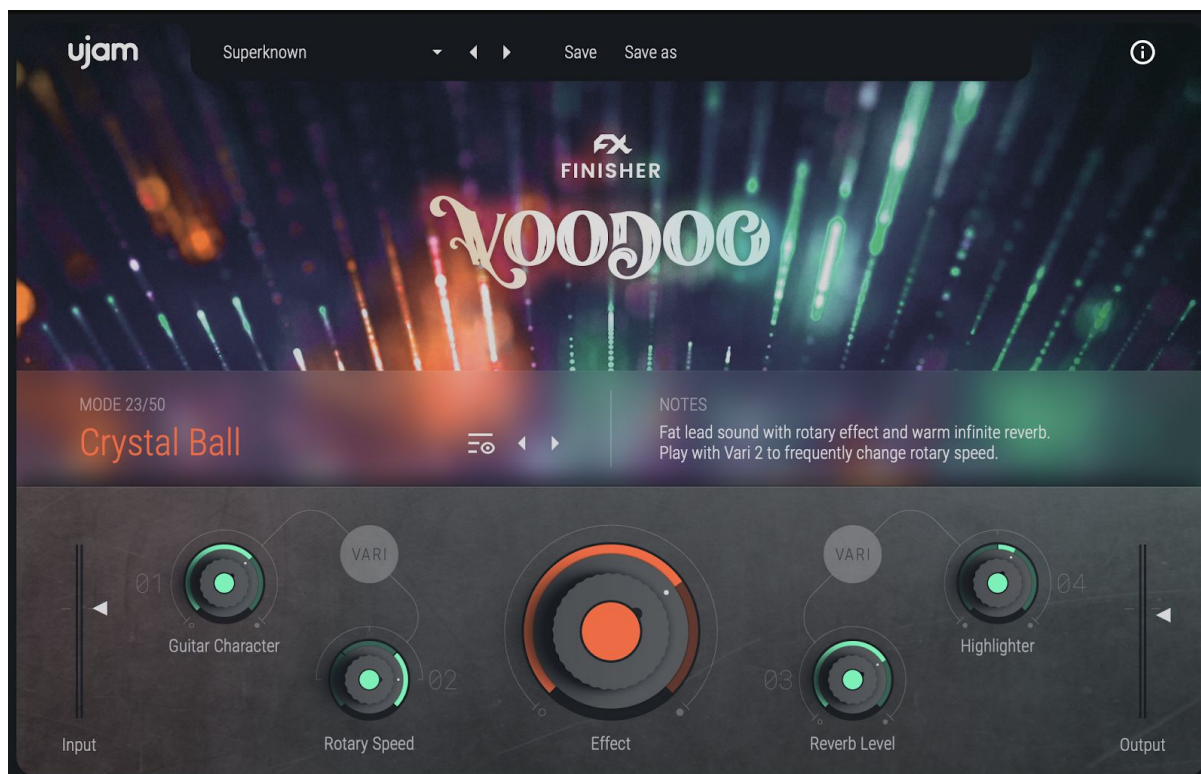 ujam
Superknown
Save
Save as
FX
FINISHER
VOODOO
MODE 23/50
Crystal Ball
NOTES
Fat lead sound with rotary effect and warm infinite reverb.
Play with Vari 2 to frequently change rotary speed.
VARI
VARI
01
Guitar Character
02
Rotary Speed
Effect
03
Reverb Level
04
Highlighter
Input
Output